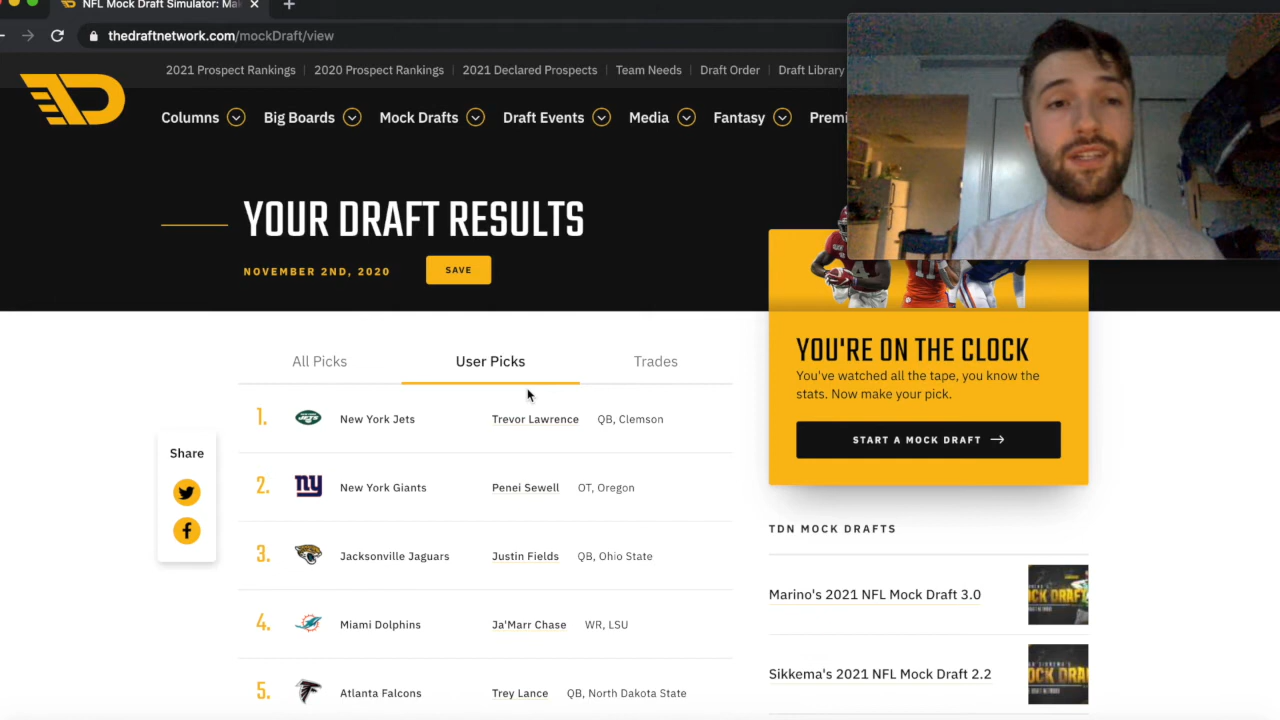 NFL Mock Draft Simulator: Ma
thedraftnetwork.com/mockDraft/view
2021 Prospect Rankings 2020 Prospect Rankings 2021 Declared Prospects Team Needs Draft Order Draft Library
Columns Big Boards Mock Drafts Draft Events Media Fantasy Premi
YOUR DRAFT RESULTS
NOVEMBER 2ND, 2020 SAVE
All Picks User Picks Trades
1. JETS New York Jets Trevor Lawrence QB, Clemson
2. ny New York Giants Penei Sewell OT, Oregon
3. Jacksonville Jaguars Justin Fields QB, Ohio State
4. Miami Dolphins Ja'Marr Chase WR, LSU
5. Atlanta Falcons Trey Lance QB, North Dakota State
Share
YOU'RE ON THE CLOCK
You've watched all the tape, you know the
stats. Now make your pick.
START A MOCK DRAFT
TDN MOCK DRAFTS
Marino's 2021 NFL Mock Draft 3.0
Sikkema's 2021 NFL Mock Draft 2.2